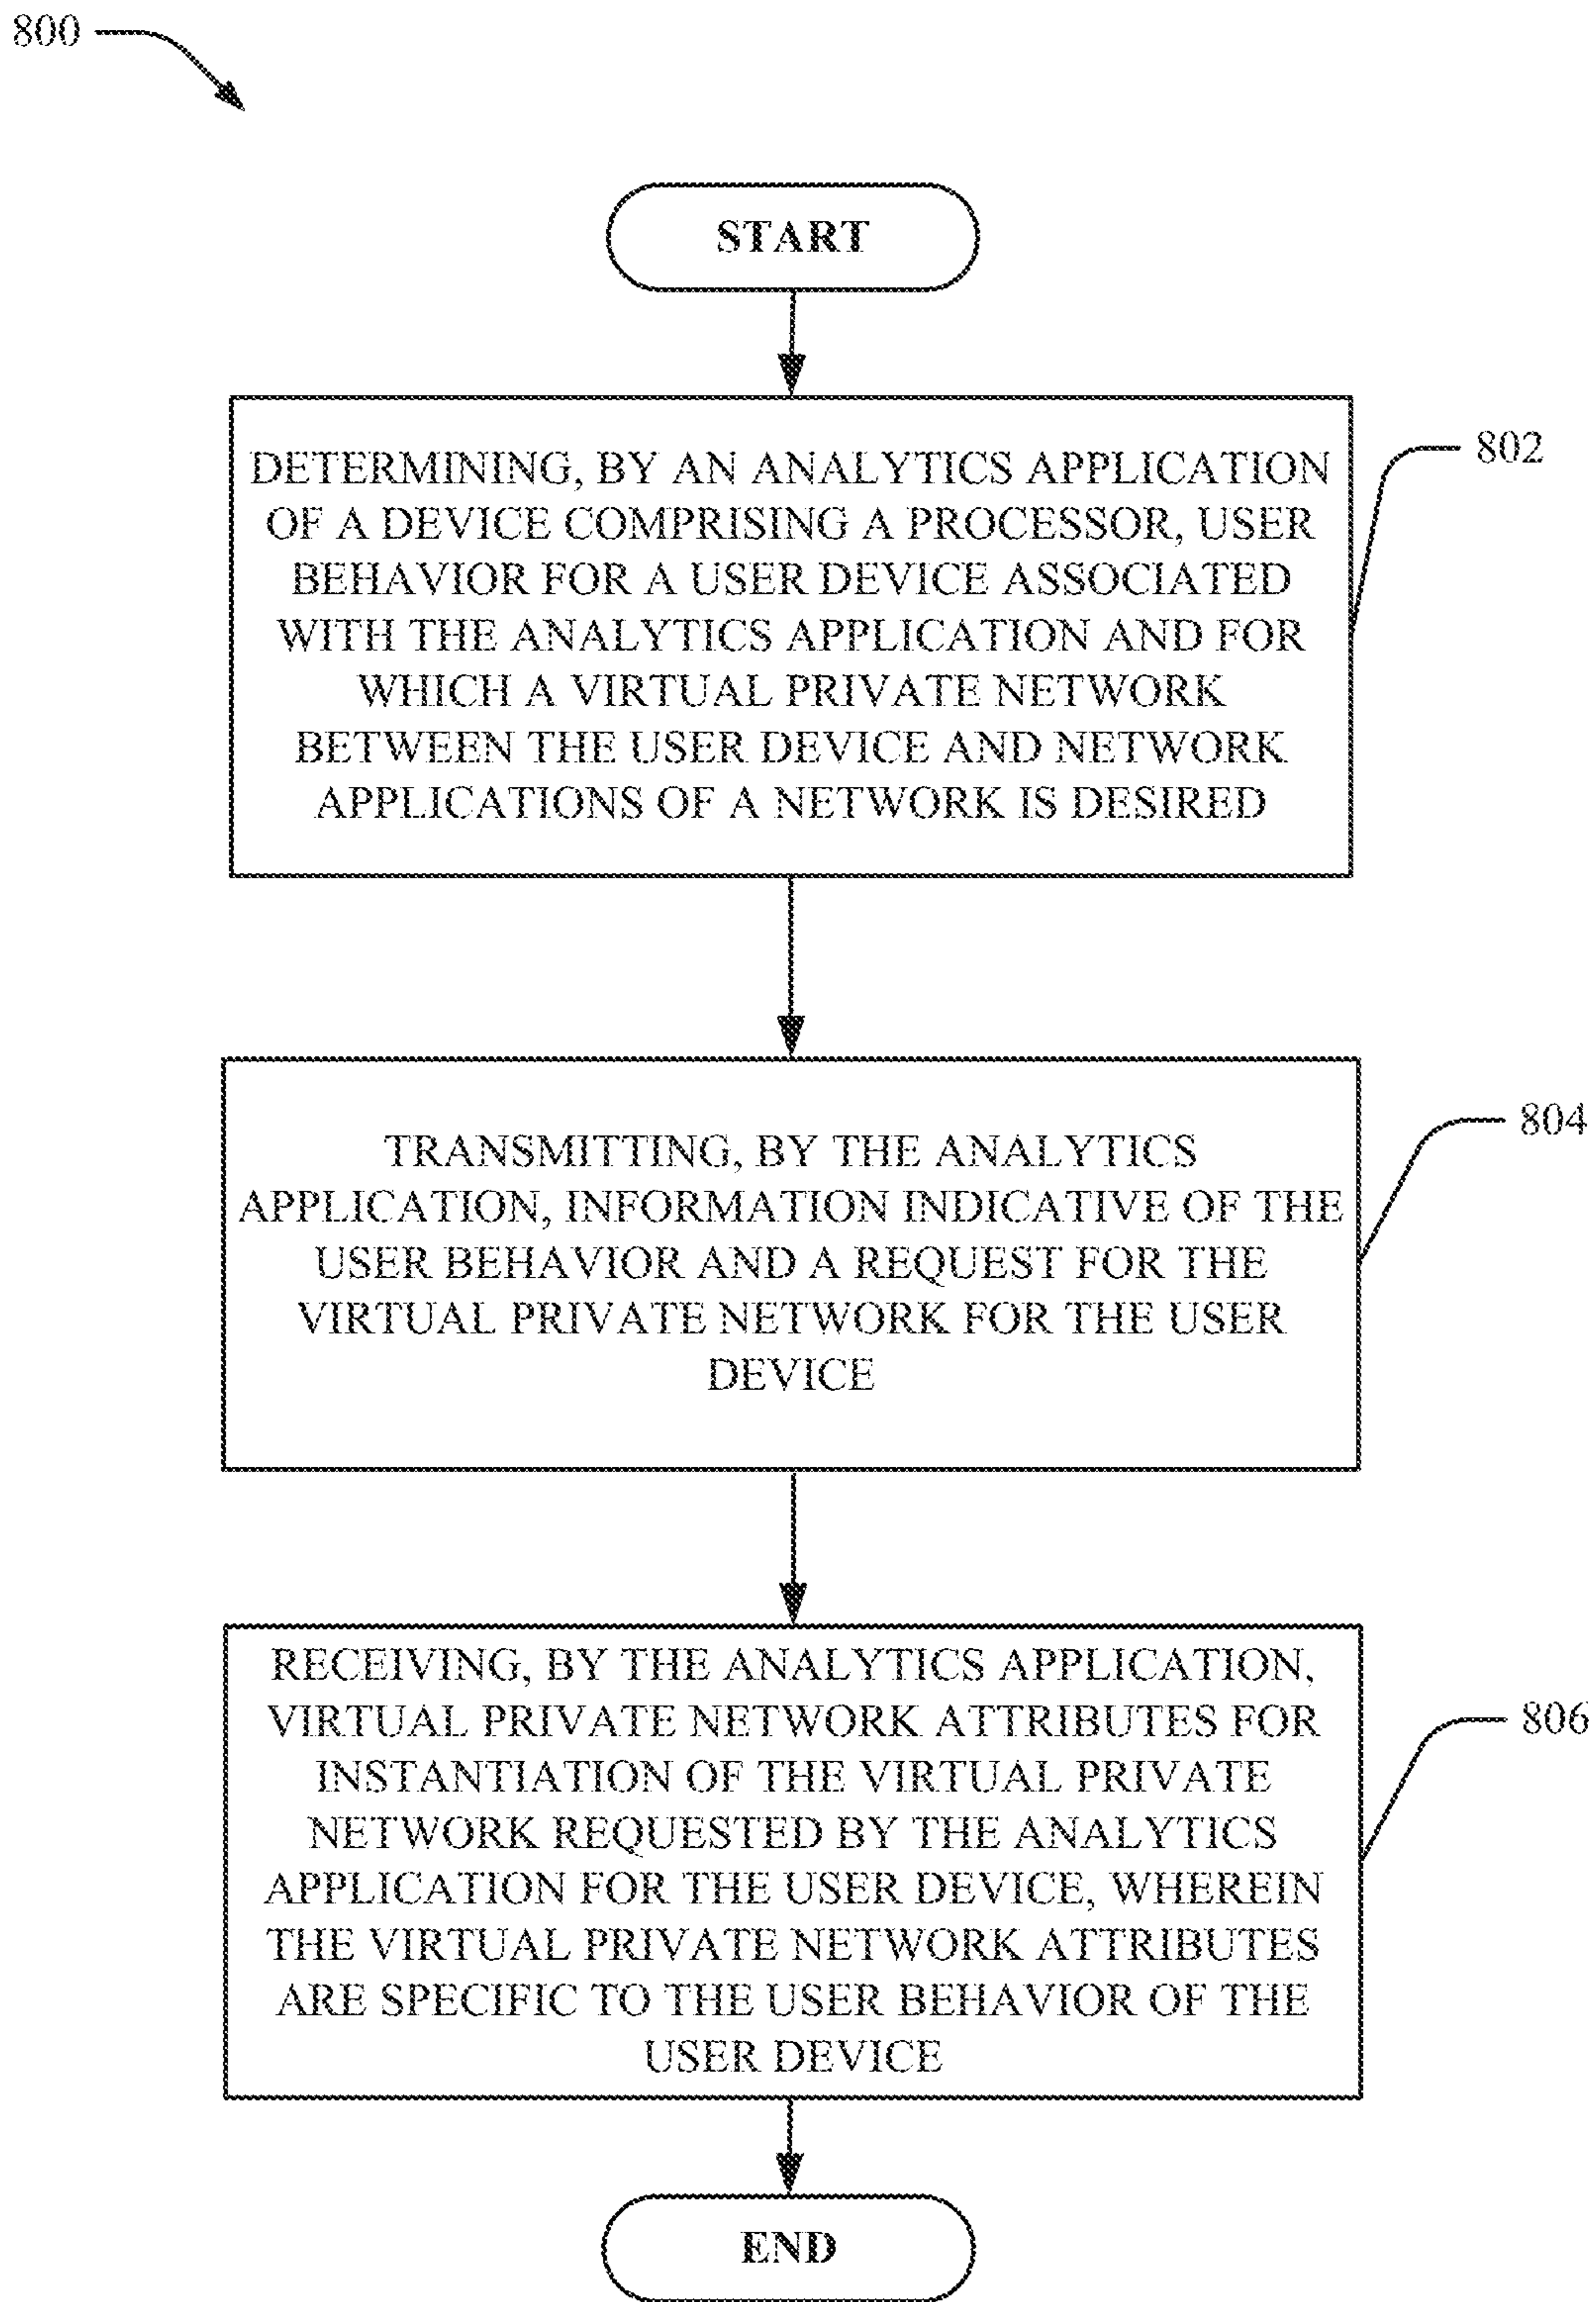 800
START
DETERMINING, BY AN ANALYTICS APPLICATION
OF A DEVICE COMPRISING A PROCESSOR, USER
BEHAVIOR FOR A USER DEVICE ASSOCIATED
WITH THE ANALYTICS APPLICATION AND FOR
WHICH A VIRTUAL PRIVATE NETWORK
BETWEEN THE USER DEVICE AND NETWORK
APPLICATIONS OF A NETWORK IS DESIRED
802
TRANSMITTING, BY THE ANALYTICS
APPLICATION, INFORMATION INDICATIVE OF THE
USER BEHAVIOR AND A REQUEST FOR THE
VIRTUAL PRIVATE NETWORK FOR THE USER
DEVICE
804
RECEIVING, BY THE ANALYTICS APPLICATION,
VIRTUAL PRIVATE NETWORK ATTRIBUTES FOR
INSTANTIATION OF THE VIRTUAL PRIVATE
NETWORK REQUESTED BY THE ANALYTICS
APPLICATION FOR THE USER DEVICE, WHEREIN
THE VIRTUAL PRIVATE NETWORK ATTRIBUTES
ARE SPECIFIC TO THE USER BEHAVIOR OF THE
USER DEVICE
806
END